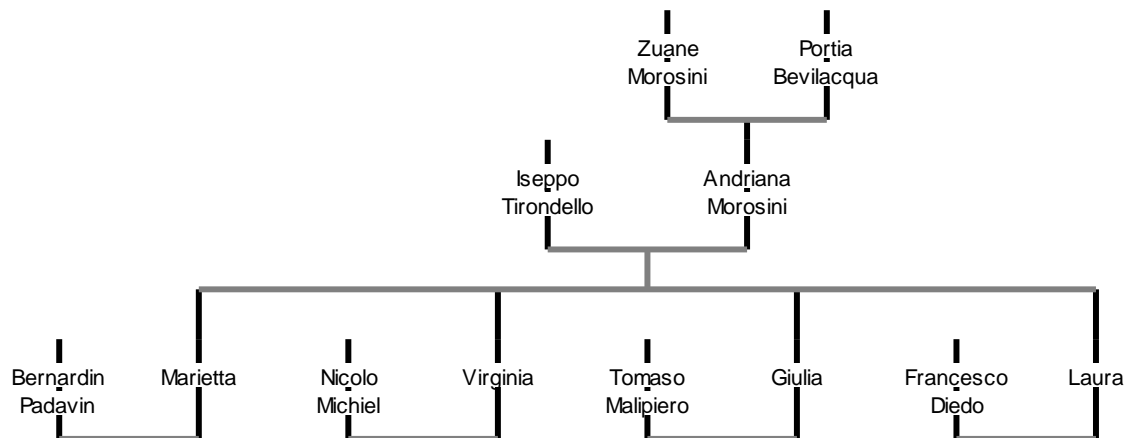 Zuane
Morosini
Portia
Bevilacqua
Iseppo
Tirondello
Andriana
Morosini
Bernardin
Padavin
Marietta
Nicolo
Michiel
Virginia
Tomaso
Malipiero
Giulia
Francesco
Diedo
Laura